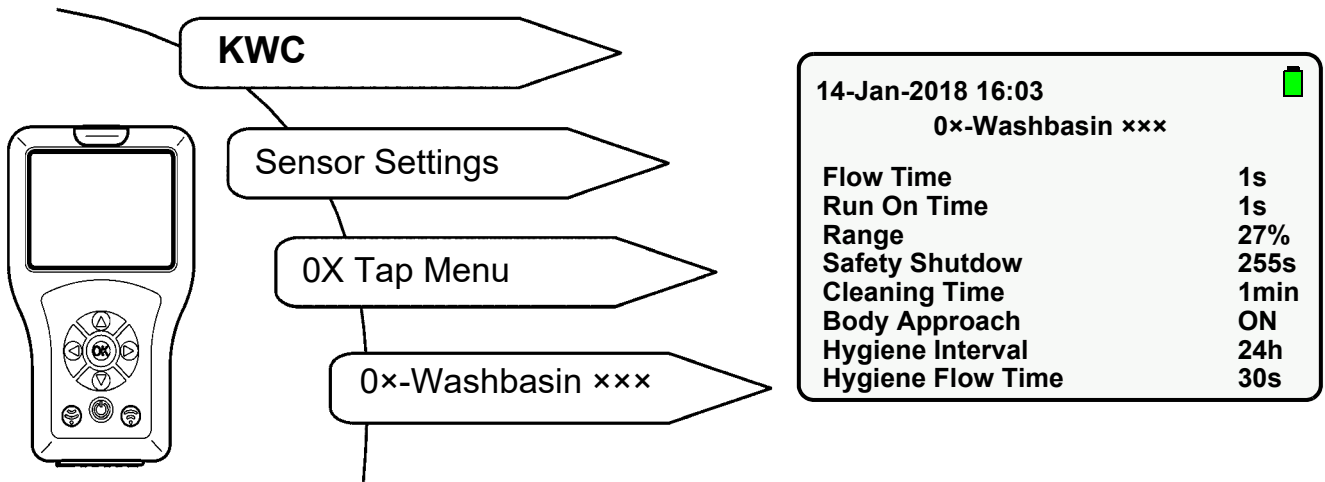 KWC
Sensor Settings
0X Tap Menu
0×-Washbasin ×××
OK
14-Jan-2018 16:03
0×-Washbasin ×××
Flow Time 1s
Run On Time 1s
Range 27%
Safety Shutdow 255s
Cleaning Time 1min
Body Approach ON
Hygiene Interval 24h
Hygiene Flow Time 30s